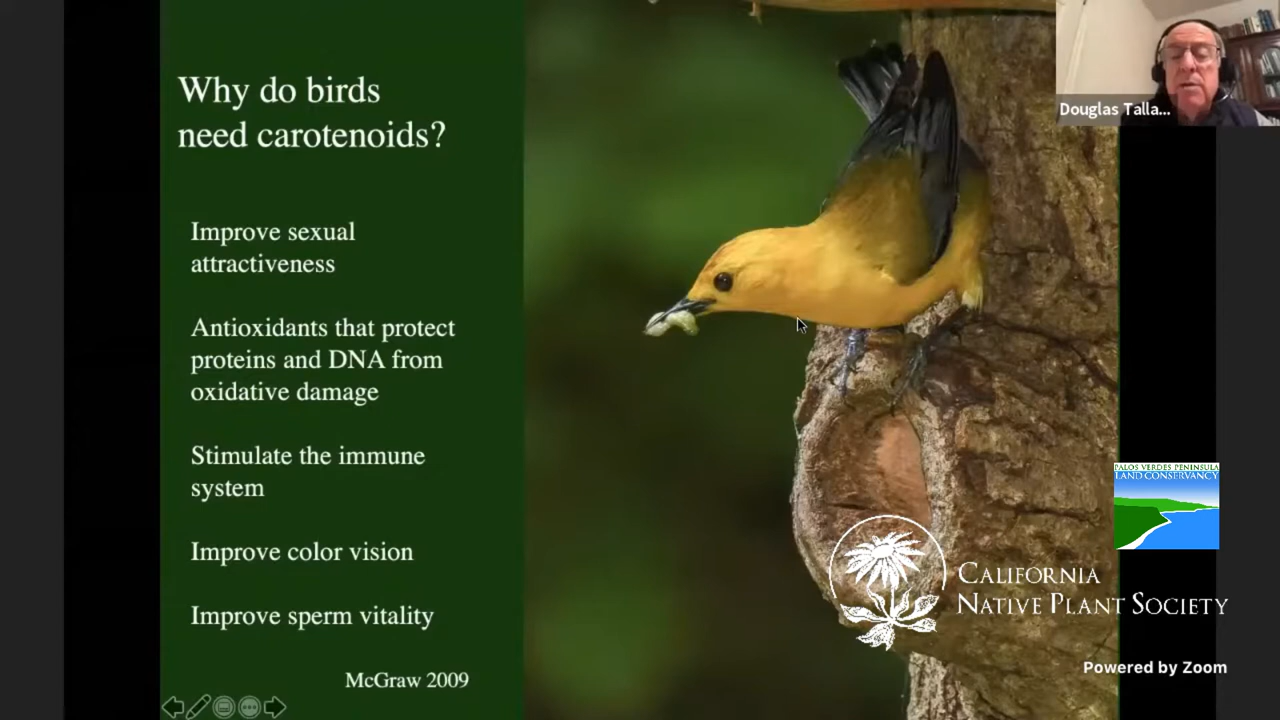 Why do birds
need carotenoids?
Improve sexual
attractiveness
Antioxidants that protect
proteins and DNA from
oxidative damage
Stimulate the immune
system
Improve color vision
Improve sperm vitality
McGraw 2009
Douglas Talla...
PALOS VERDES PENINSULA
LAND CONSERVANCY
CALIFORNIA
NATIVE PLANT SOCIETY
Powered by Zoom